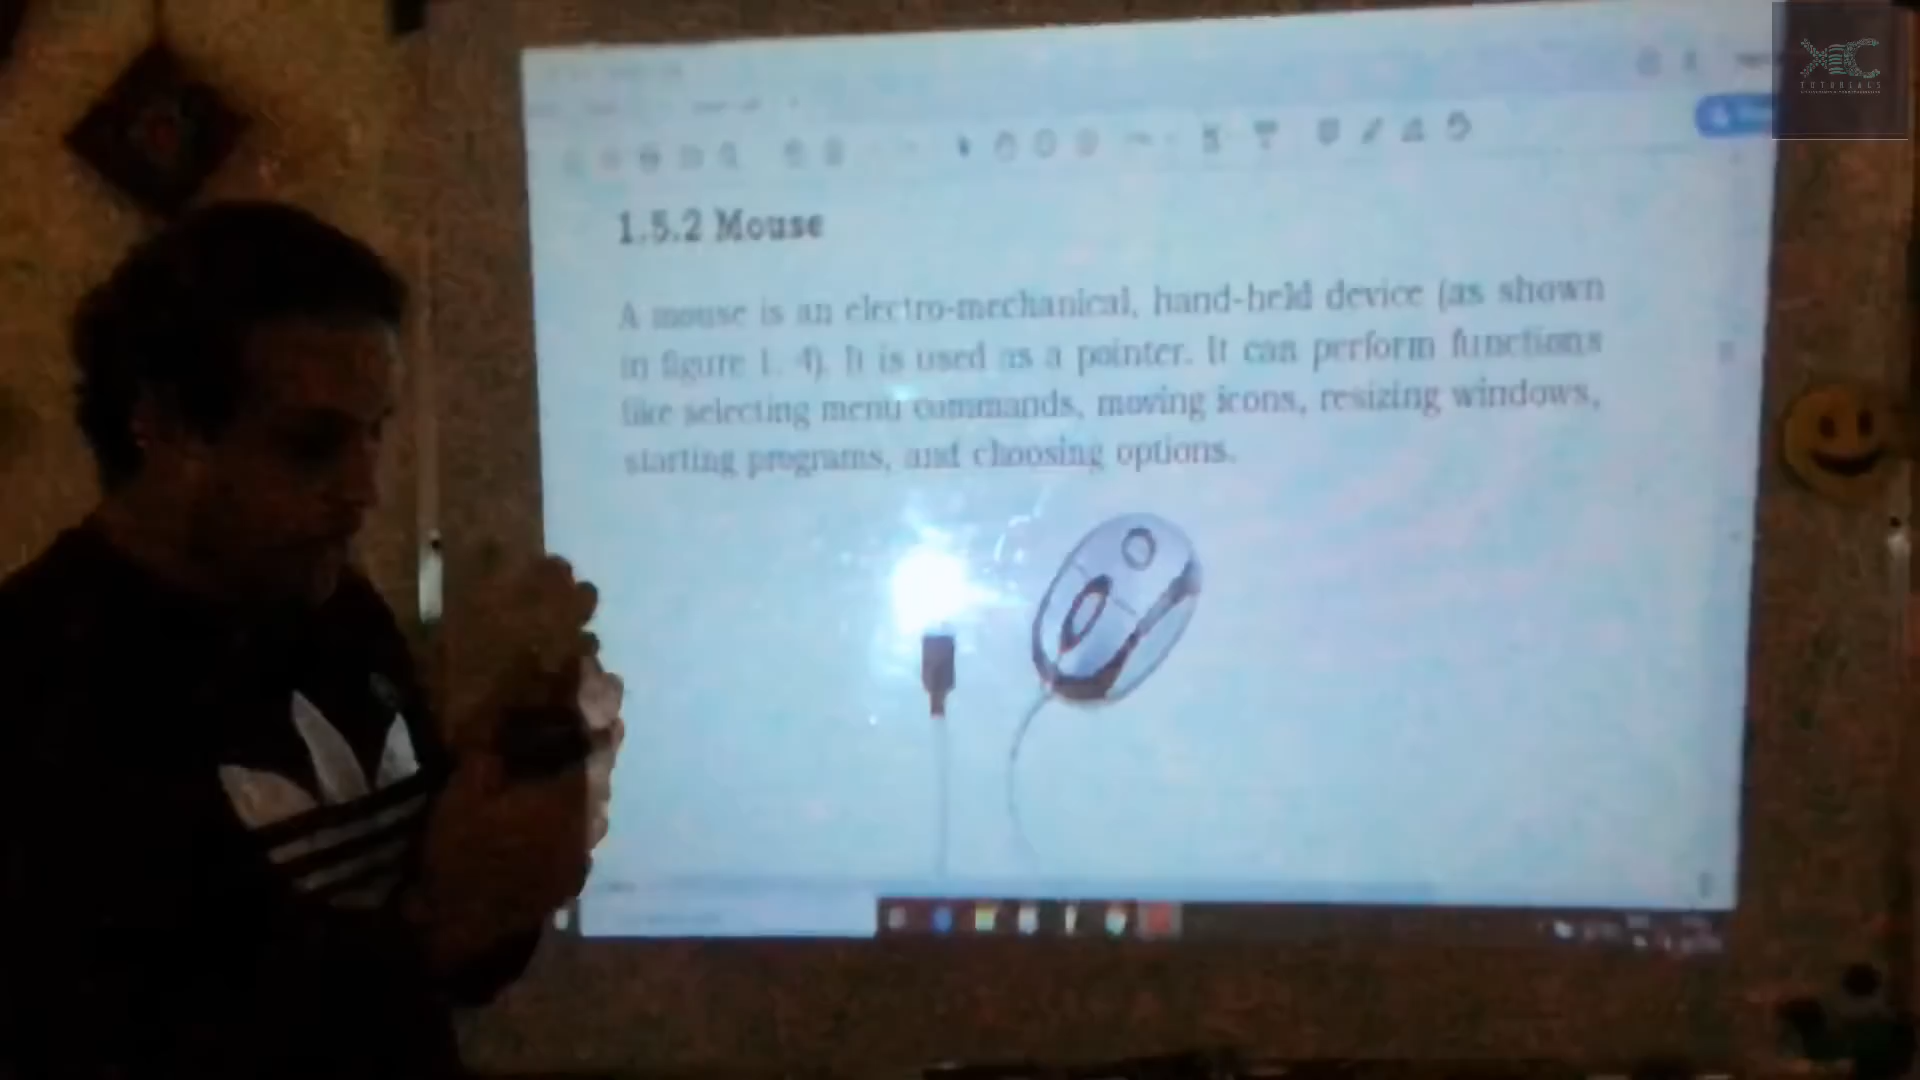 1.5.2 Mouse
A mouse is an electro-mechanical, hand-held device (as shown
in figure 1. 4). It is used as a pointer. It can perform functions
like selecting menu commands, moving icons, resizing windows,
starting programs, and choosing options.
TUTORIALS